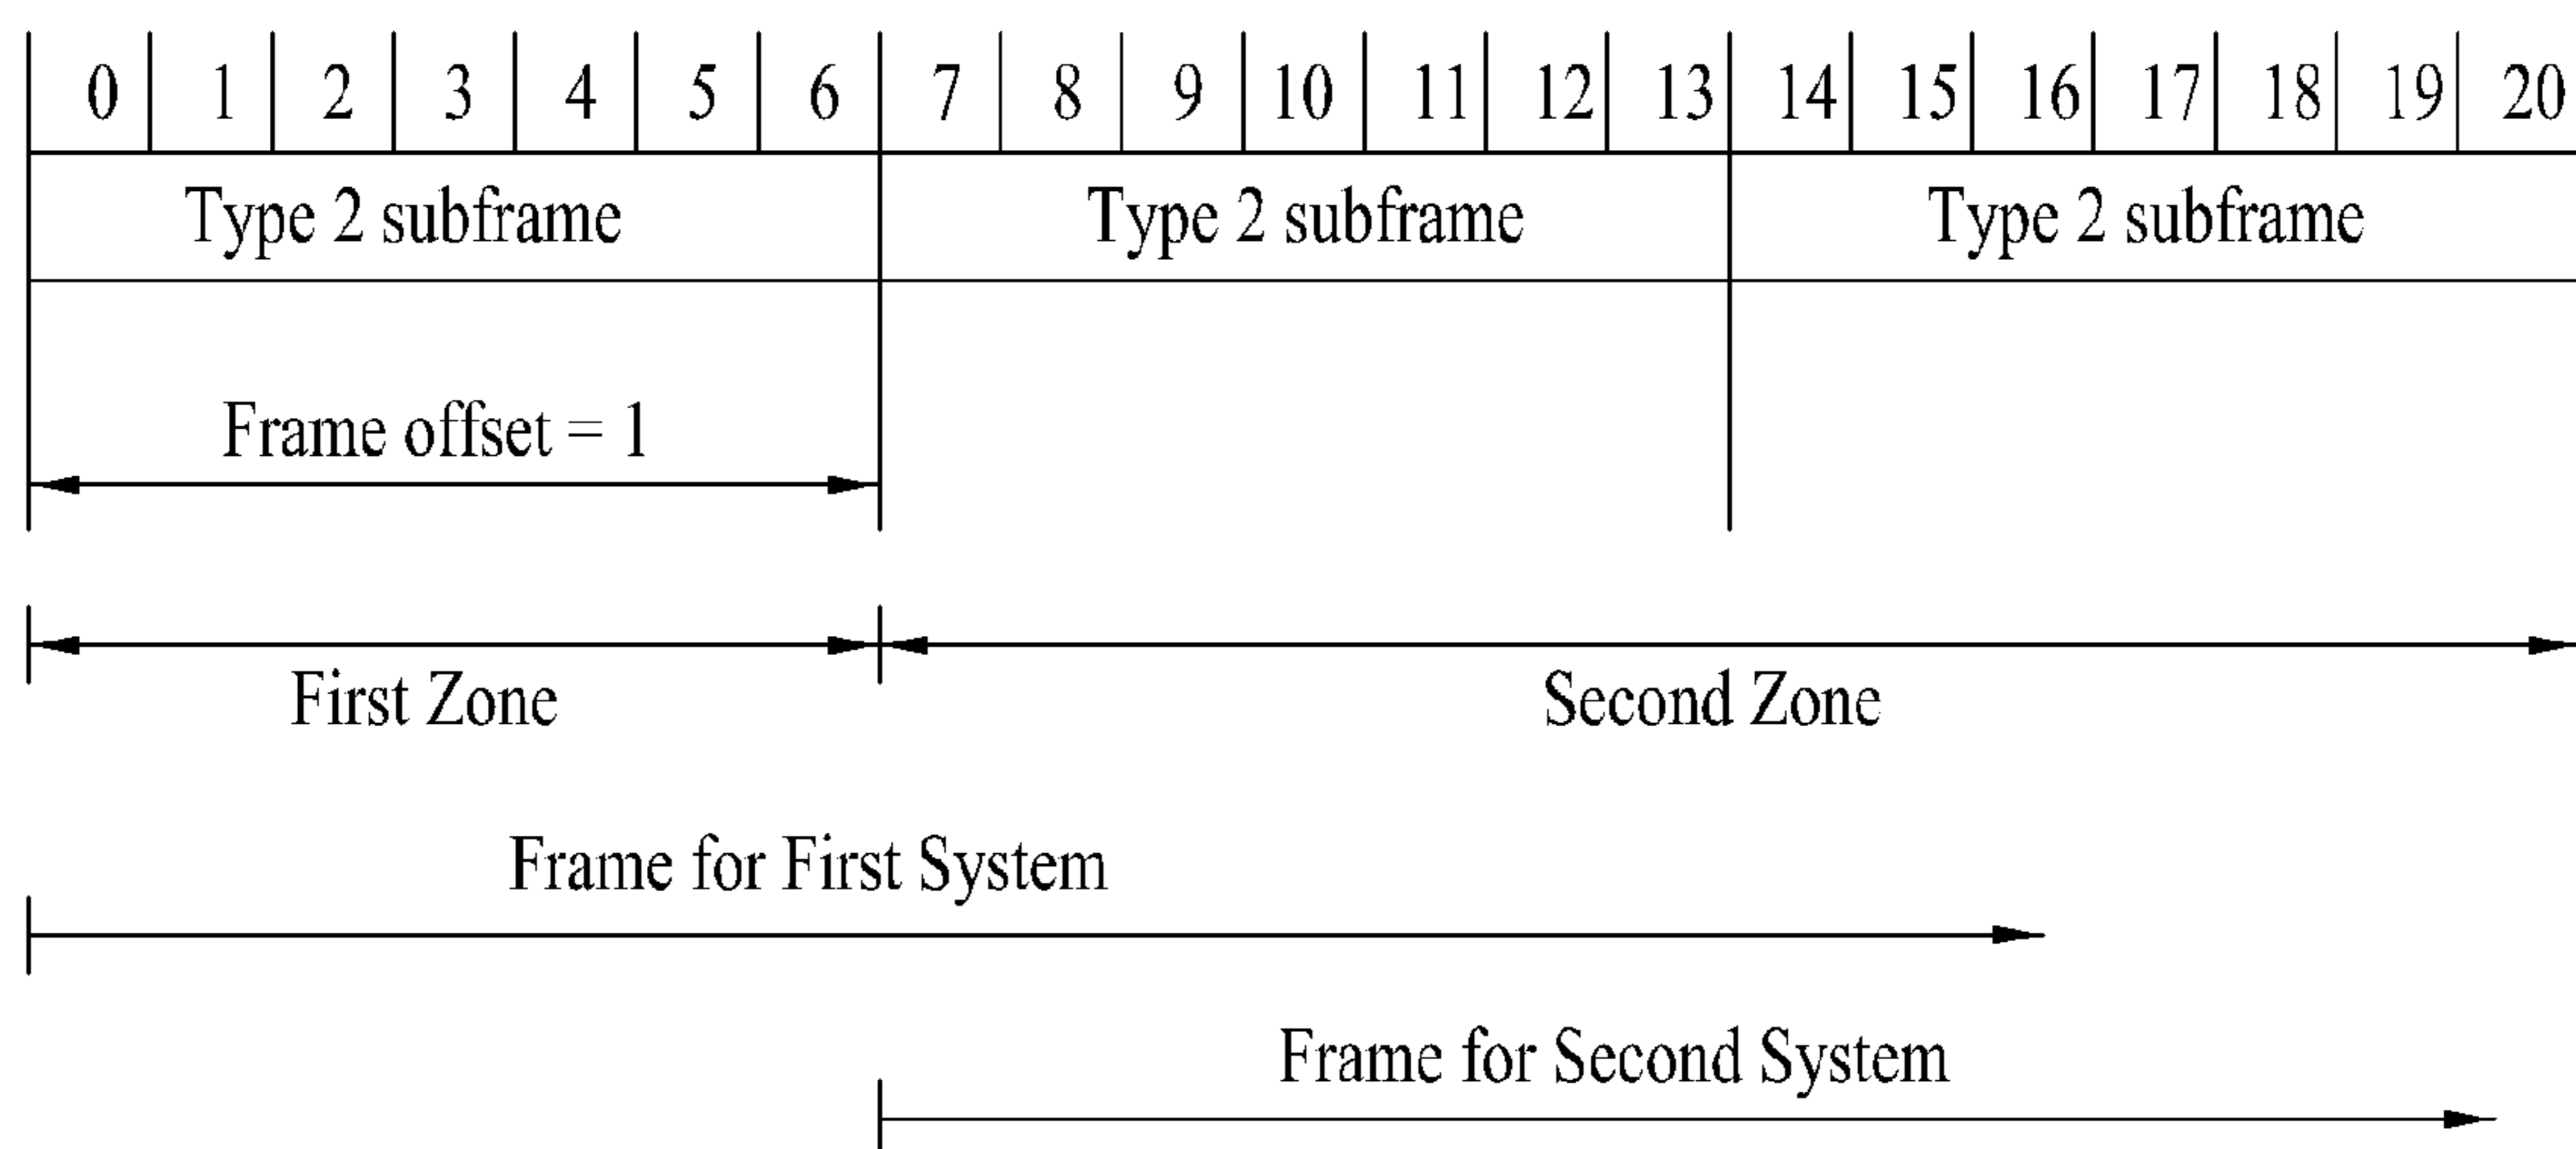 0 1 2 3 4 5 6 7 8 9 10 11 12 13 14 15 16 17 18 19 20
Type 2 subframe Type 2 subframe Type 2 subframe
Frame offset = 1
First Zone Second Zone
Frame for First System
Frame for Second System